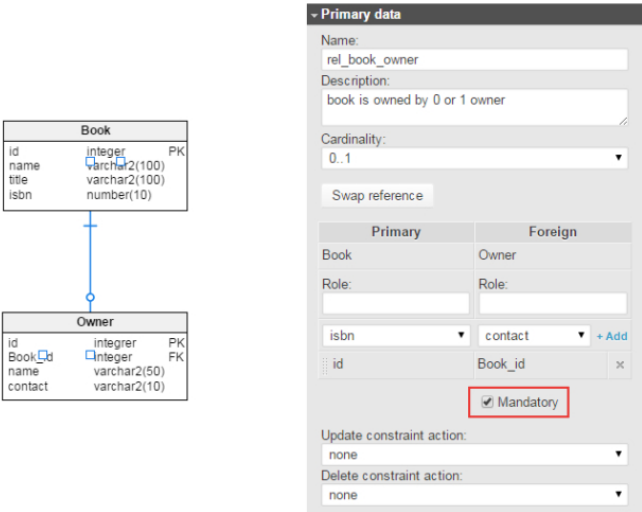 Book
id integer PK
name varchar2(100)
title varchar2(100)
isbn number(10)
Owner
id integrer PK
Book_id integer FK
name varchar2(50)
contact varchar2(10)
Primary data
Name:
rel_book_owner
Description:
book is owned by 0 or 1 owner
Cardinality:
0..1
Swap reference
Primary Foreign
Book Owner
Role: Role:
isbn contact + Add
id Book_id ×
Mandatory
Update constraint action:
none
Delete constraint action:
none